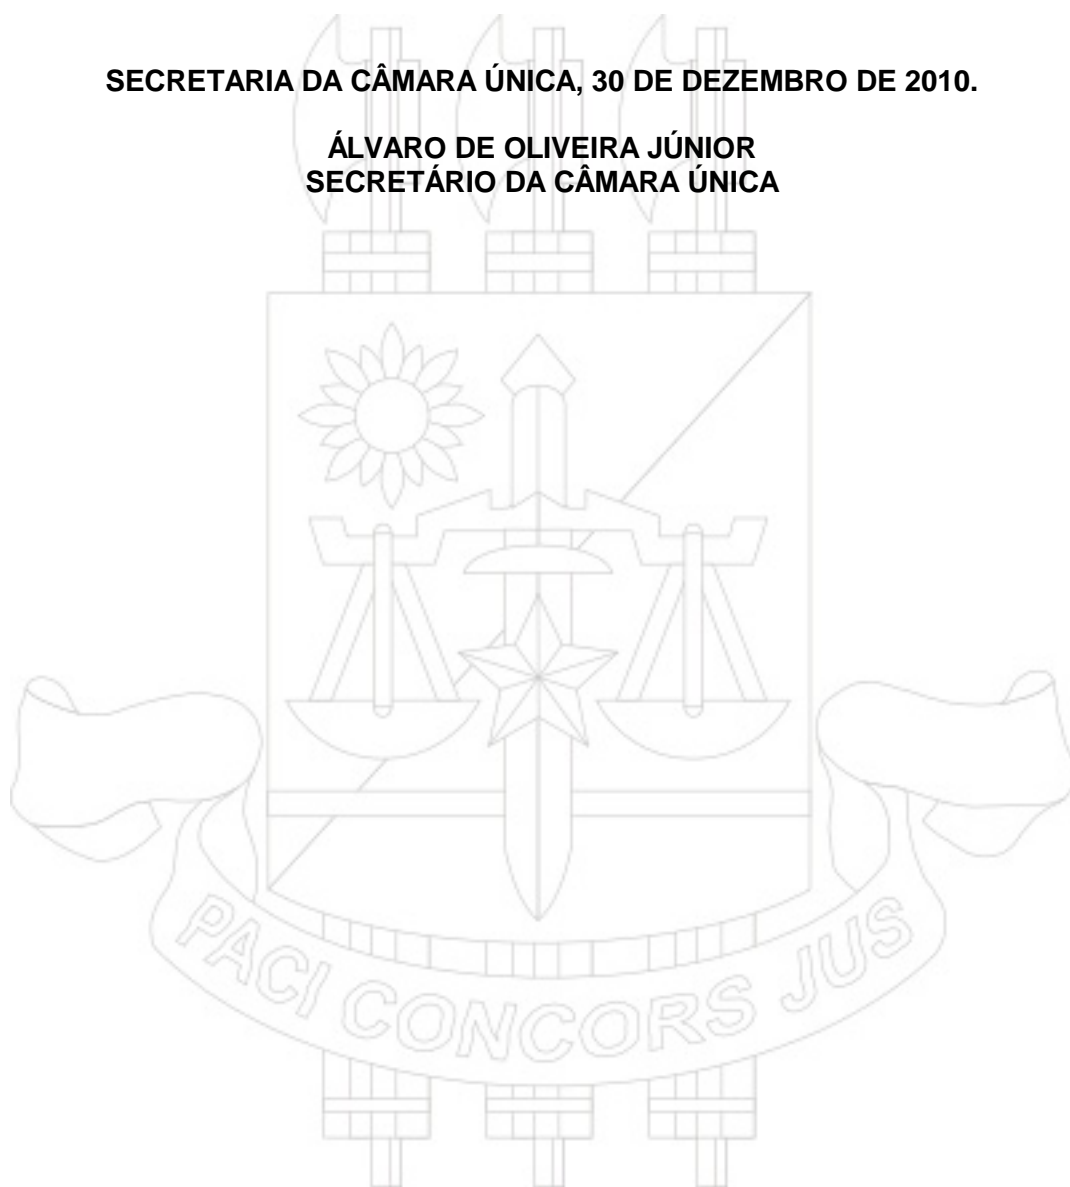 SECRETARIA DA CÂMARA ÚNICA, 30 DE DEZEMBRO DE 2010.
ÁLVARO DE OLIVEIRA JÚNIOR
SECRETÁRIO DA CÂMARA ÚNICA
PACI CONCORS JUS